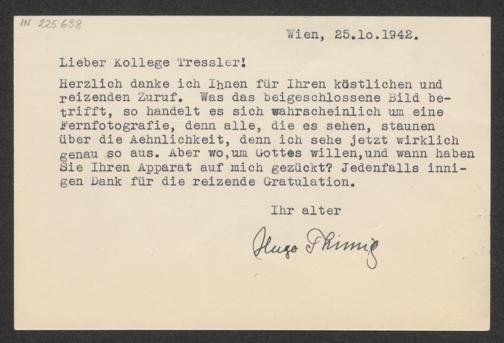 IN 225638
Wien, 25.1o.1942.
Lieber Kollege Tressler!
Herzlich danke ich Ihnen für Ihren köstlichen und
reizenden Zuruf. Was das beigeschlossene Bild be-
trifft, so handelt es sich wahrscheinlich um eine
Fernfotografie, denn alle, die es sehen, staunen
über die Aehnlichkeit, denn ich sehe jetzt wirklich
genau so aus. Aber wo,um Gottes willen,und wann haben
Sie Ihren Apparat auf mich gezückt? Jedenfalls inni-
gen Dank für die reizende Gratulation.
Ihr alter
Hugo Thimig